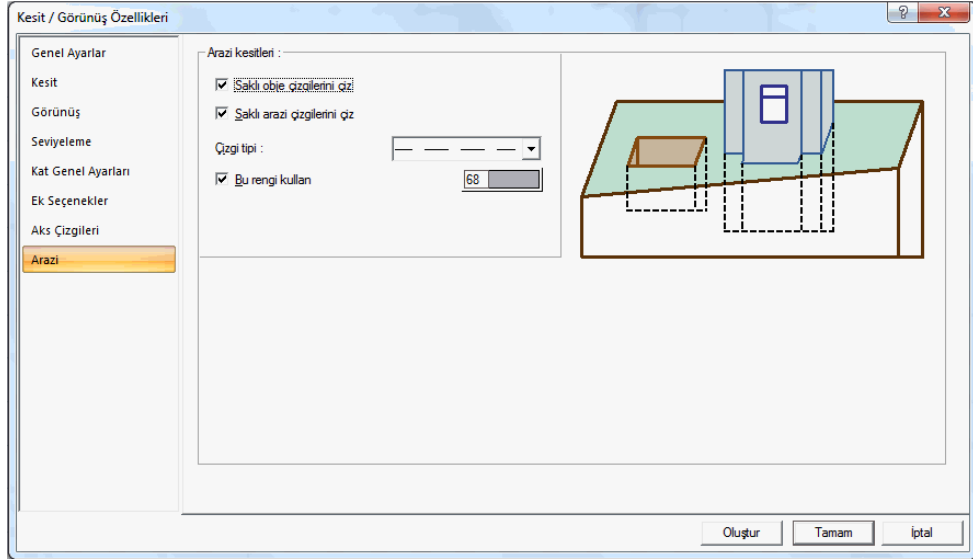 Kesit / Görünüş Özellikleri
?
x
Genel Ayarlar
Kesit
Görünüş
Seviyeleme
Kat Genel Ayarları
Ek Seçenekler
Aks Çizgileri
Arazi
Arazi kesitleri :
Saklı obje çizgilerini çiz
Saklı arazi çizgilerini çiz
Çizgi tipi :
Bu rengi kullan
68
Oluştur
Tamam
İptal